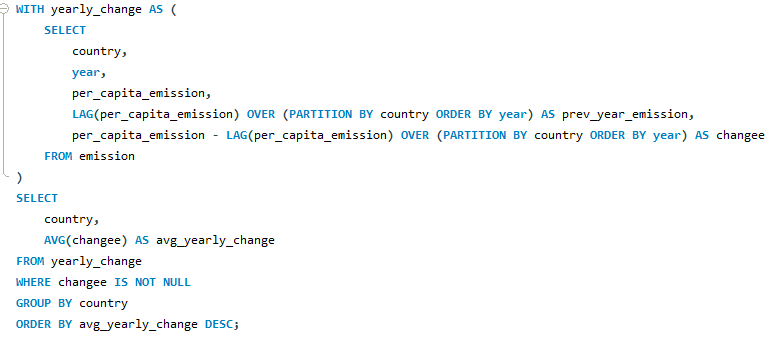 WITH yearly_change AS (
SELECT
country,
year,
per_capita_emission,
LAG(per_capita_emission) OVER (PARTITION BY country ORDER BY year) AS prev_year_emission,
per_capita_emission - LAG(per_capita_emission) OVER (PARTITION BY country ORDER BY year) AS changee
FROM emission
)
SELECT
country,
AVG(changee) AS avg_yearly_change
FROM yearly_change
WHERE changee IS NOT NULL
GROUP BY country
ORDER BY avg_yearly_change DESC;